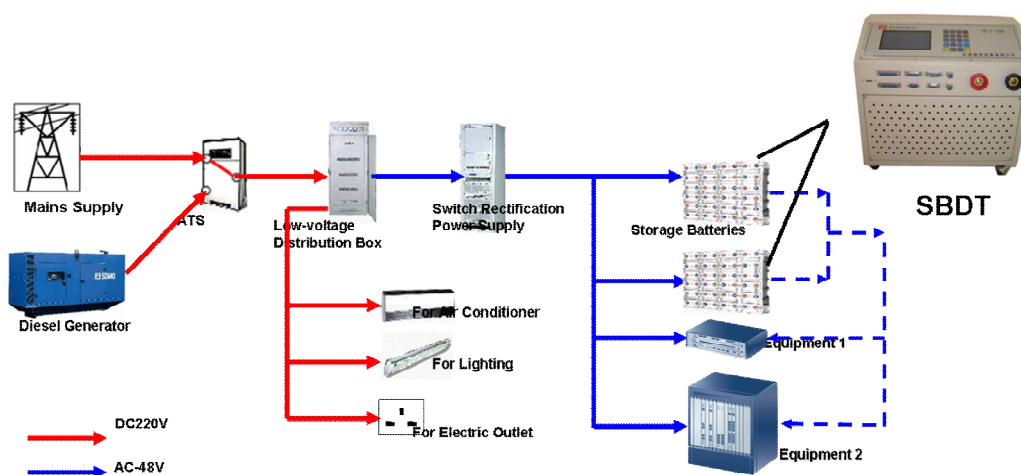 SBDT
Mains Supply
ATS
Low-voltage
Distribution Box
Switch Rectification
Power Supply
Storage Batteries
SDMO
Diesel Generator
For Air Conditioner
Equipment 1
For Lighting
For Electric Outlet
Equipment 2
DC220V
AC-48V